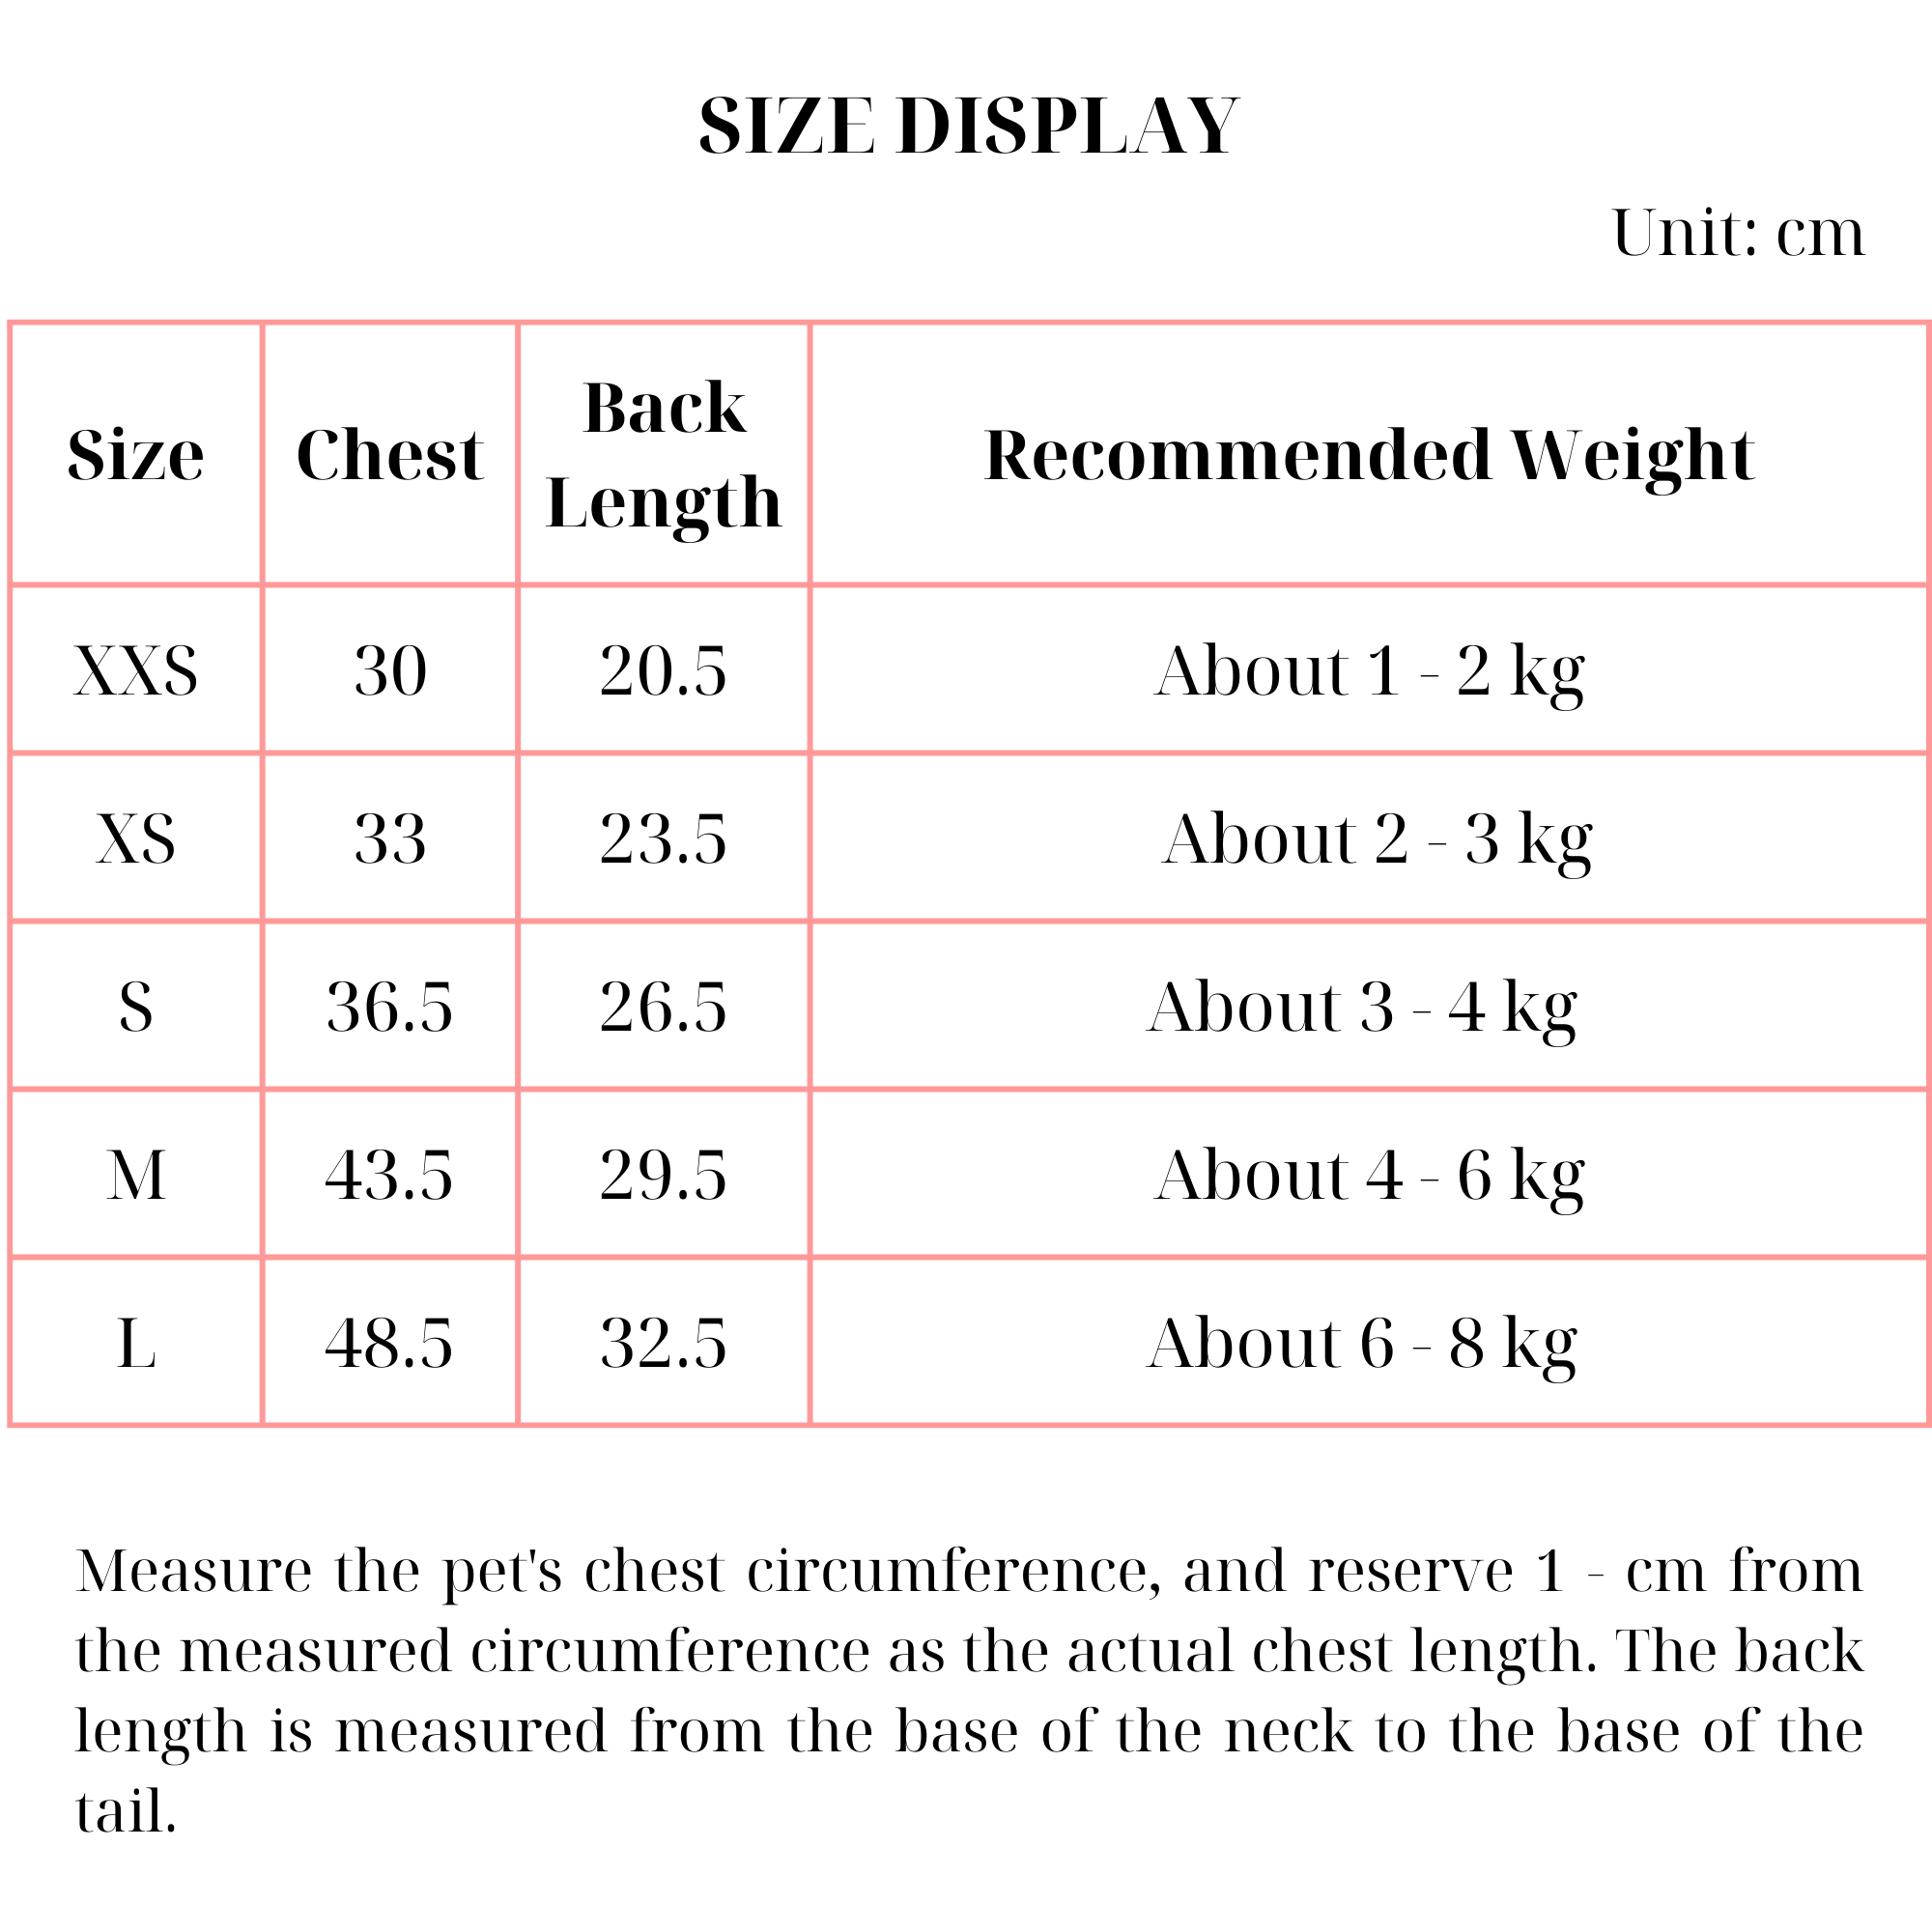 SIZE DISPLAY
Unit: cm
Size Chest Back Length Recommended Weight
XXS 30 20.5 About 1 - 2 kg
XS 33 23.5 About 2 - 3 kg
S 36.5 26.5 About 3 - 4 kg
M 43.5 29.5 About 4 - 6 kg
L 48.5 32.5 About 6 - 8 kg
Measure the pet's chest circumference, and reserve 1 - cm from
the measured circumference as the actual chest length. The back
length is measured from the base of the neck to the base of the
tail.